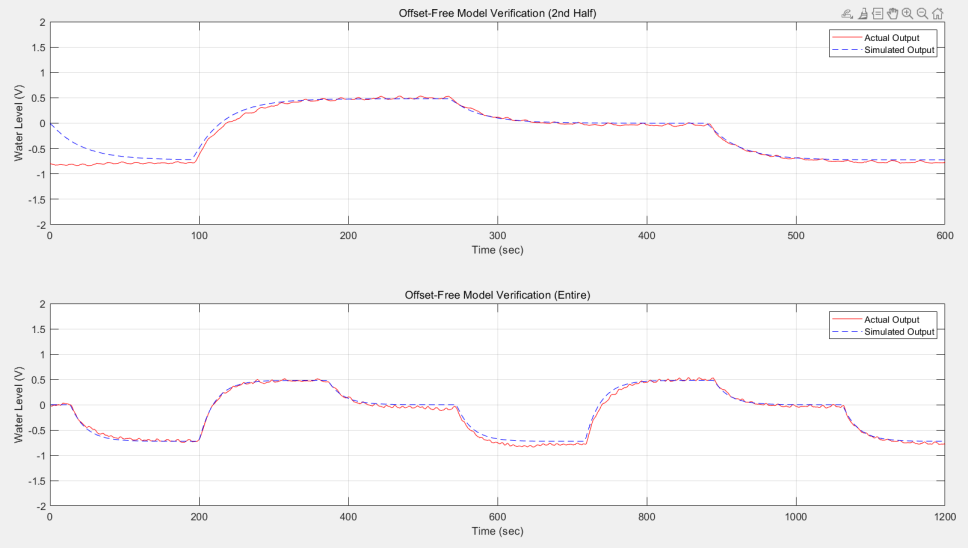 Offset-Free Model Verification (2nd Half)
2
1.5
1
0.5
0
-0.5
-1
-1.5
-2
Water Level (V)
Actual Output
Simulated Output
0 100 200 300 400 500 600
Time (sec)
Offset-Free Model Verification (Entire)
2
1.5
1
0.5
0
-0.5
-1
-1.5
-2
Water Level (V)
Actual Output
Simulated Output
0 200 400 600 800 1000 1200
Time (sec)